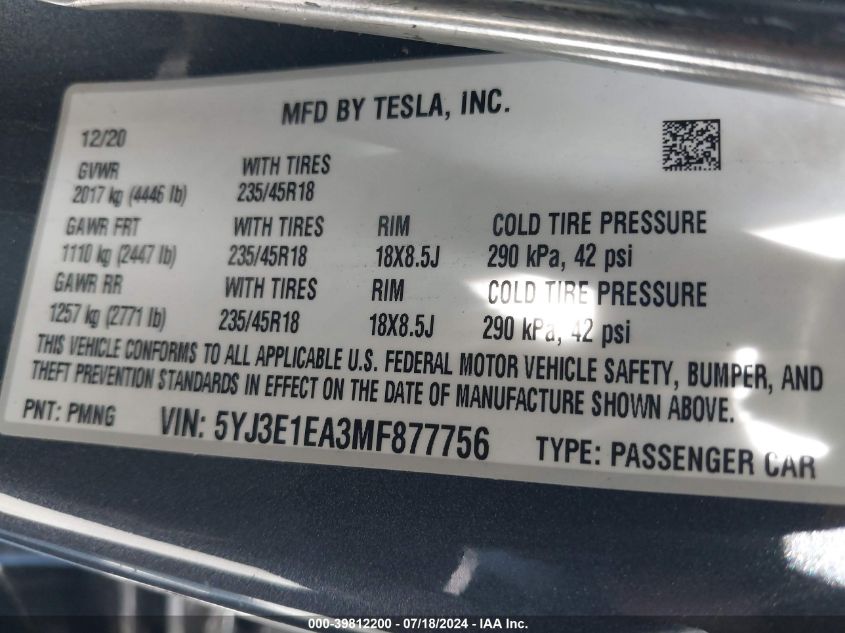 MFD BY TESLA, INC.
12/20
GVWR WITH TIRES
2017 kg (4446 lb) 235/45R18
GAWR FRT WITH TIRES RIM COLD TIRE PRESSURE
1110 kg (2447 lb) 235/45R18 18X8.5J 290 kPa, 42 psi
GAWR RR WITH TIRES RIM COLD TIRE PRESSURE
1257 kg (2771 lb) 235/45R18 18X8.5J 290 kPa, 42 psi
THIS VEHICLE CONFORMS TO ALL APPLICABLE U.S. FEDERAL MOTOR VEHICLE SAFETY, BUMPER, AND
THEFT PREVENTION STANDARDS IN EFFECT ON THE DATE OF MANUFACTURE SHOWN ABOVE.
PNT: PMNG VIN: 5YJ3E1EA3MF877756 TYPE: PASSENGER CAR
000-39812200 - 07/18/2024 - IAA Inc.